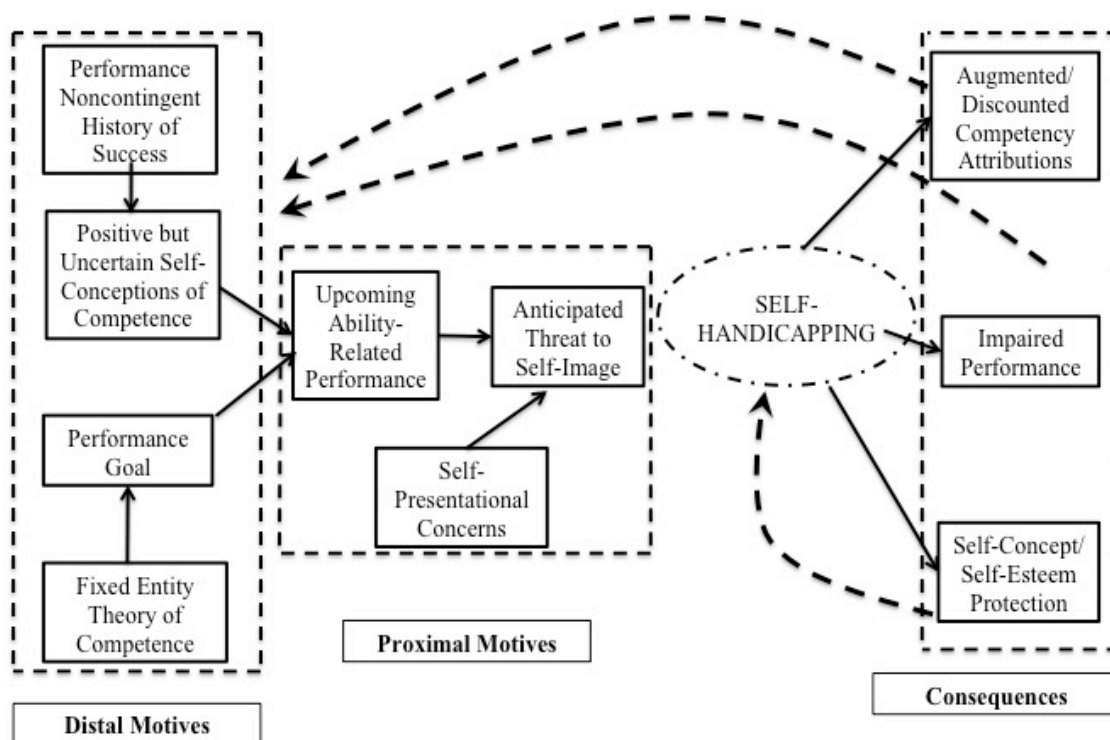 Performance
Noncontingent
History of
Success
Positive but
Uncertain Self-
Conceptions of
Competence
Performance
Goal
Fixed Entity
Theory of
Competence
Distal Motives
Upcoming
Ability-
Related
Performance
Anticipated
Threat to
Self-Image
Self-
Presentational
Concerns
Proximal Motives
SELF-
HANDICAPPING
Augmented/
Discounted
Competency
Attributions
Impaired
Performance
Self-Concept/
Self-Esteem
Protection
Consequences